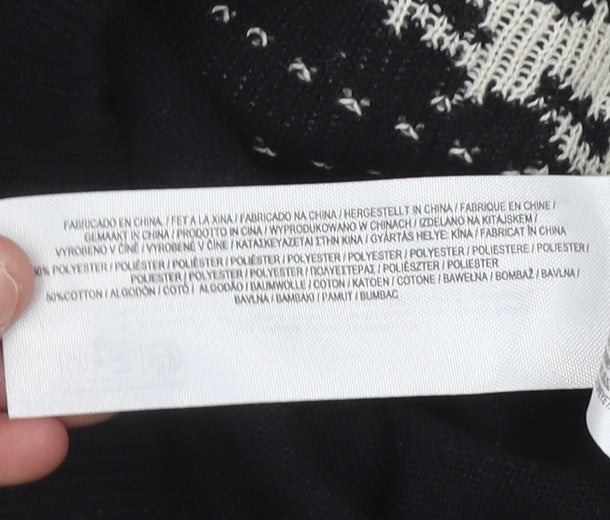 FABRICADO EN CHINA / FET A LA XINA / FABRICADO NA CHINA / HERGESTELLT IN CHINA / FABRIQUE EN CHINE /
GEMAAKT IN CHINA / PRODOTTO IN CINA / WYPRODUKOWANO W CHINACH / IZDELANO NA KITAJSKEM /
VYROBENO V ČÍNĚ / VYROBENÉ V ČÍNE / ΚΑΤΑΣΚΕΥΑΖΕΤΑΙ ΣΤΗΝ ΚΙΝΑ / GYÁRTÁS HELYE: KÍNA / FABRICAT ÎN CHINA
POLYESTER / POLIÉSTER / POLIÈSTER / POLIÉSTER / POLYESTER / POLYESTER / POLYESTER / POLIESTERE / POLIESTER /
POLIESTER / POLYESTER / POLYESTER / ΠΟΛΥΕΣΤΕΡΑΣ / POLIÉSZTER / POLIESTER
50%COTTON / ALGODÓN / COTÓ / ALGODÃO / BAUMWOLLE / COTON / KATOEN / COTONE / BAWEŁNA / BOMBAŽ / BAVLNA /
BAVLNA / ΒΑΜΒΑΚΙ / PAMUT / BUMBAC